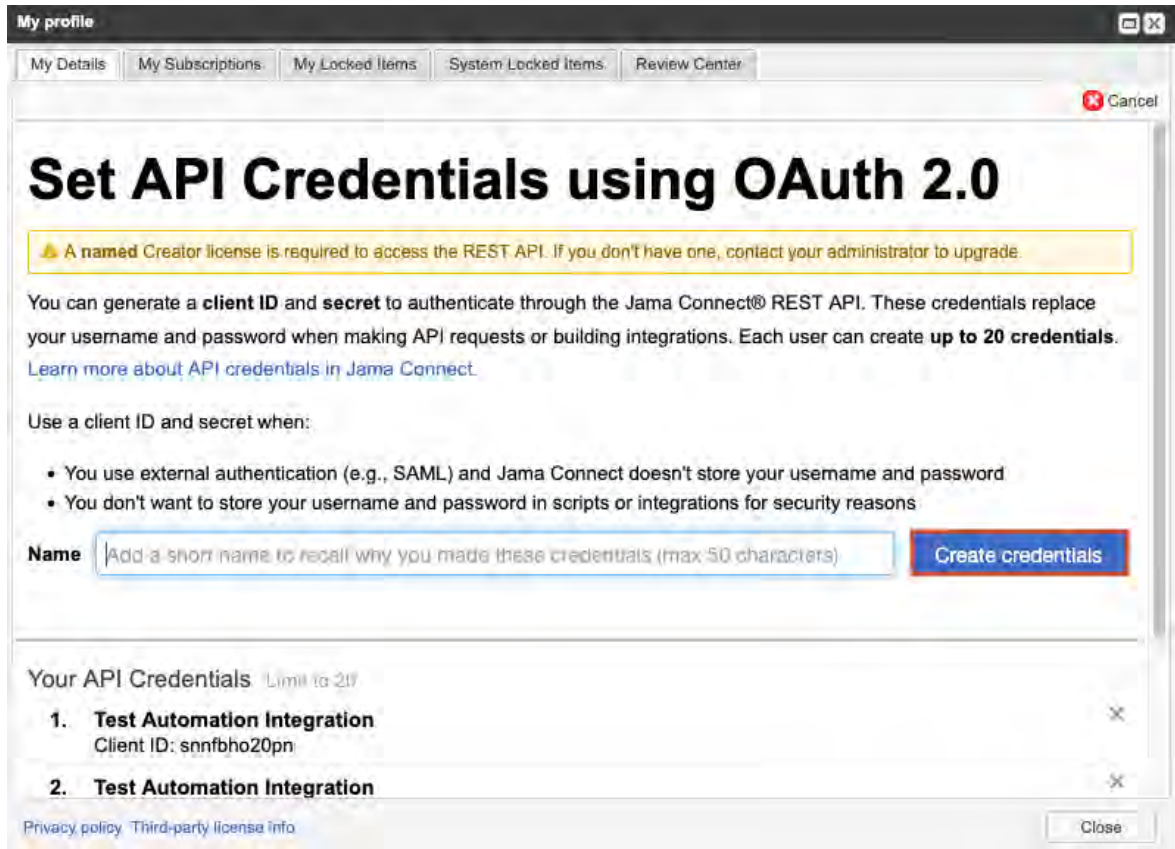 My profile
My Details My Subscriptions My Locked Items System Locked Items Review Center
Cancel
Set API Credentials using OAuth 2.0
A named Creator license is required to access the REST API. If you don't have one, contact your administrator to upgrade.
You can generate a client ID and secret to authenticate through the Jama Connect® REST API. These credentials replace
your username and password when making API requests or building integrations. Each user can create up to 20 credentials.
Learn more about API credentials in Jama Connect.
Use a client ID and secret when:
• You use external authentication (e.g., SAML) and Jama Connect doesn't store your username and password
• You don't want to store your username and password in scripts or integrations for security reasons
Name Add a short name to recall why you made these credentials (max 50 characters) Create credentials
Your API Credentials Limit to 20
1. Test Automation Integration
Client ID: snnfbho20pn
2. Test Automation Integration
Privacy policy Third-party license info Close